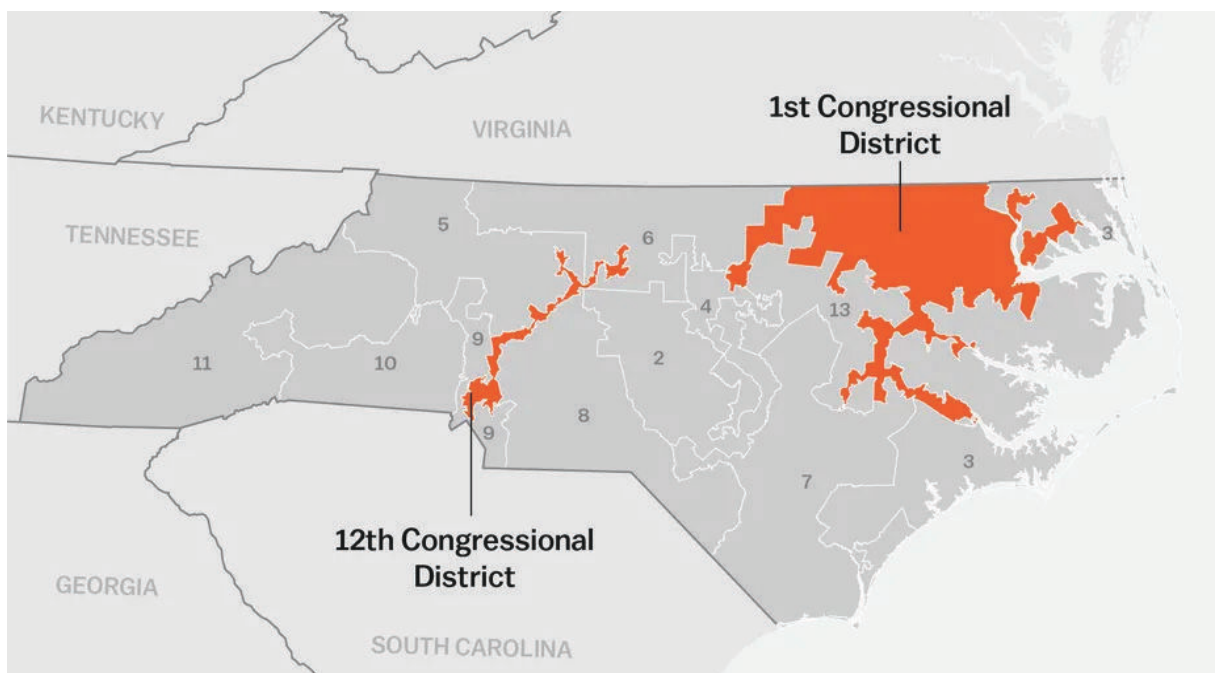 1st Congressional
District
KENTUCKY
VIRGINIA
TENNESSEE
5
6
3
4
13
9
11
10
2
8
9
7
3
12th Congressional
District
GEORGIA
SOUTH CAROLINA